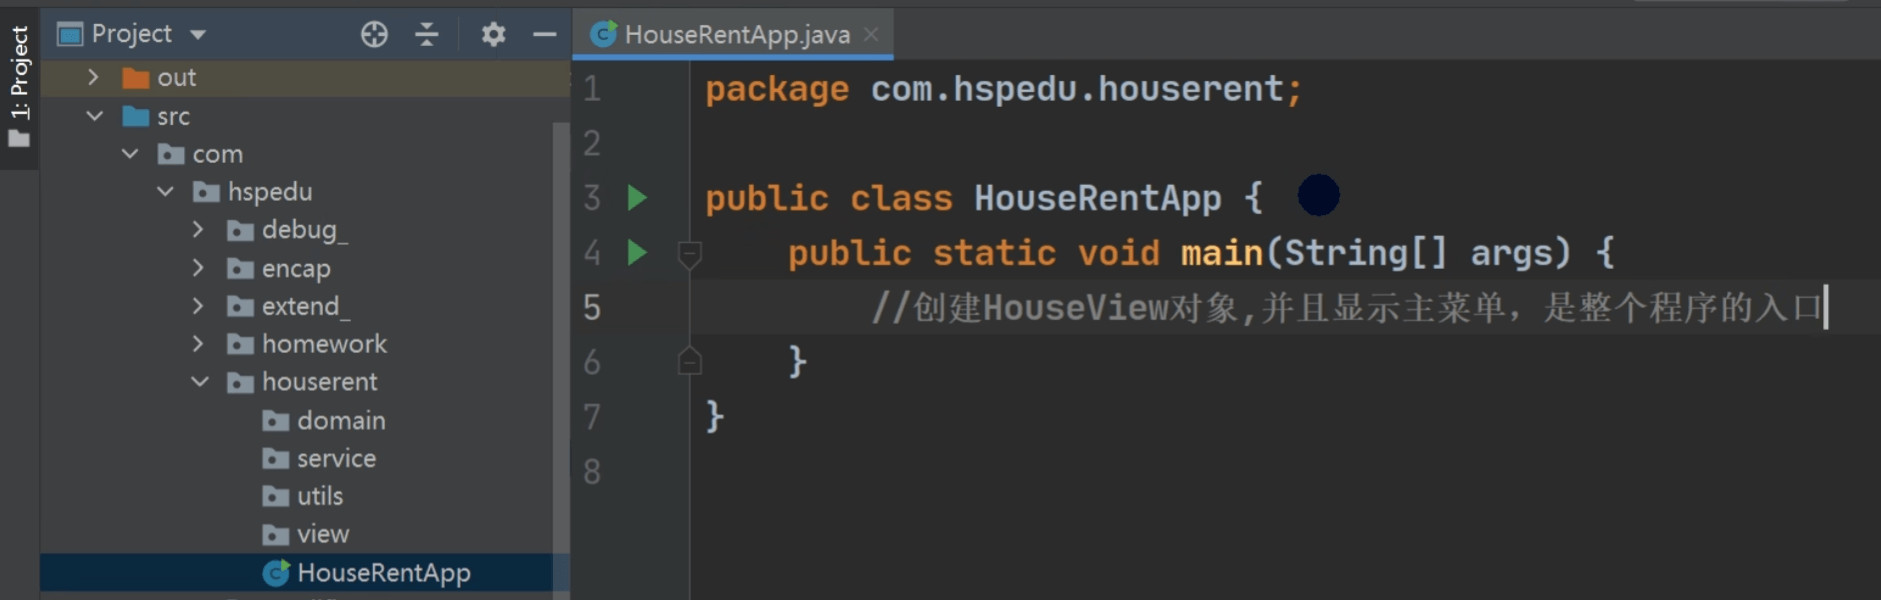 1: Project
Project
out
src
com
hspedu
debug_
encap
extend_
homework
houserent
domain
service
utils
view
HouseRentApp
HouseRentApp.java
1 package com.hspedu.houserent;
2
3 public class HouseRentApp {
4 public static void main(String[] args) {
5 //创建HouseView对象,并且显示主菜单，是整个程序的入口
6 }
7 }
8